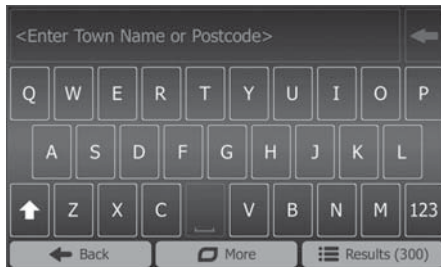 <Enter Town Name or Postcode>
Q W E R T Y U I O P
A S D F G H J K L
Z X C V B N M 123
Back More Results (300)